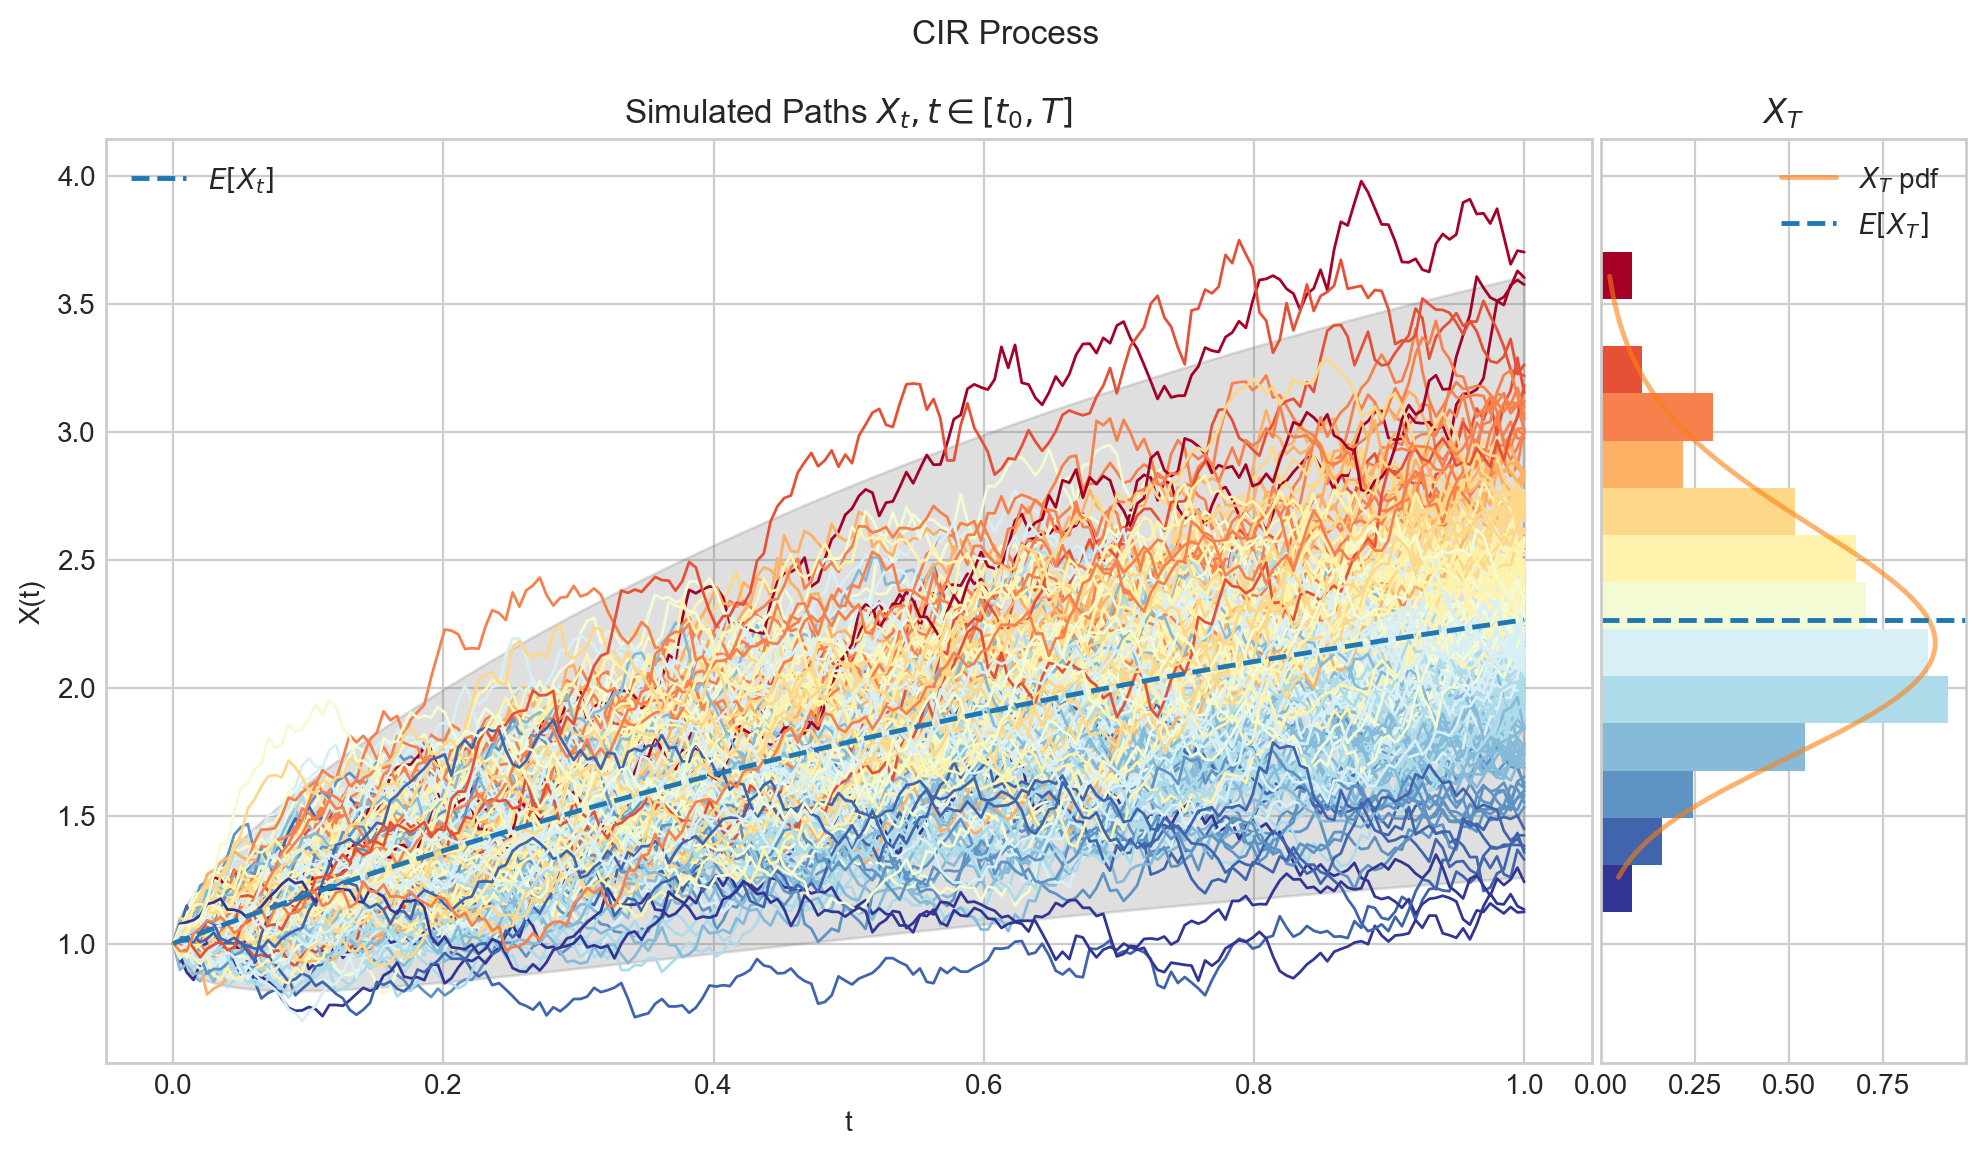 CIR Process
Simulated Paths $X_t, t \in [t_0, T]$
$X_T$
$E[X_t]$
$X_T$ pdf
$E[X_T]$
X(t)
4.0
3.5
3.0
2.5
2.0
1.5
1.0
0.0 0.2 0.4 0.6 0.8 1.0
0.00 0.25 0.50 0.75
t